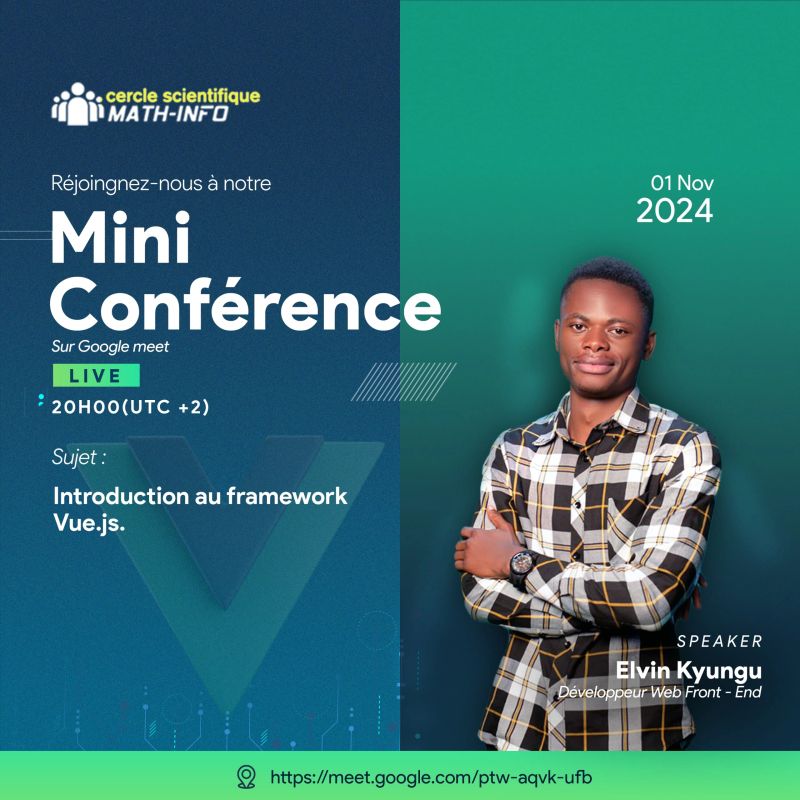 cercle scientifique
MATH-INFO
Réjoingnez-nous à notre
Mini
Conférence
Sur Google meet
LIVE
20H00(UTC +2)
Sujet :
Introduction au framework
Vue.js.
01 Nov
2024
SPEAKER
Elvin Kyungu
Développeur Web Front - End
https://meet.google.com/ptw-aqvk-ufb